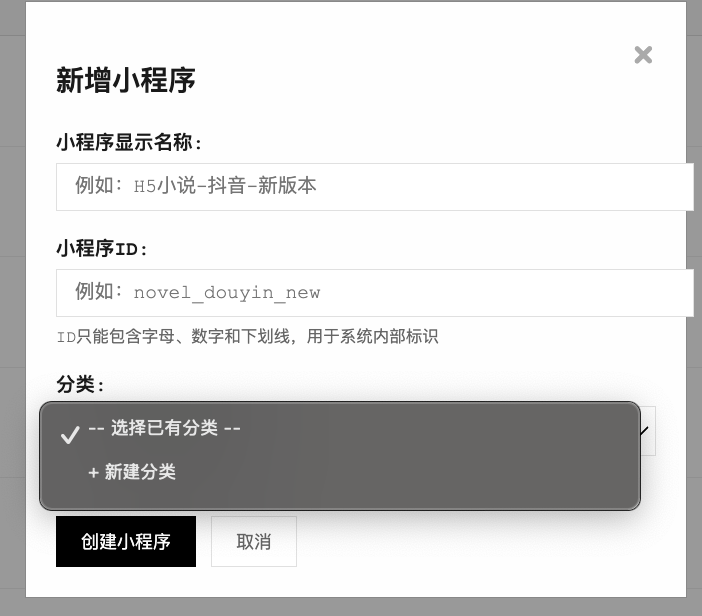 新增小程序
小程序显示名称:
例如：H5小说-抖音-新版本
小程序ID:
例如：novel_douyin_new
ID只能包含字母、数字和下划线，用于系统内部标识
分类:
-- 选择已有分类 --
+ 新建分类
创建小程序 取消